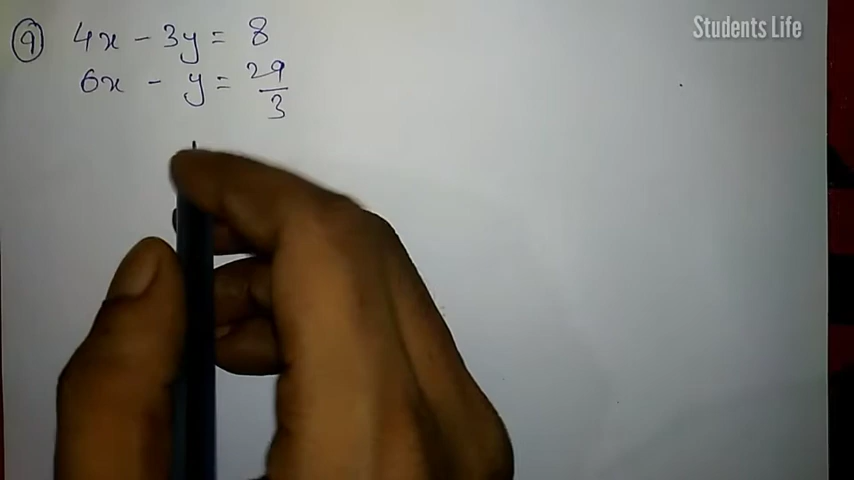 Students Life
⑨ 4x - 3y = 8
6x - y = 29/3